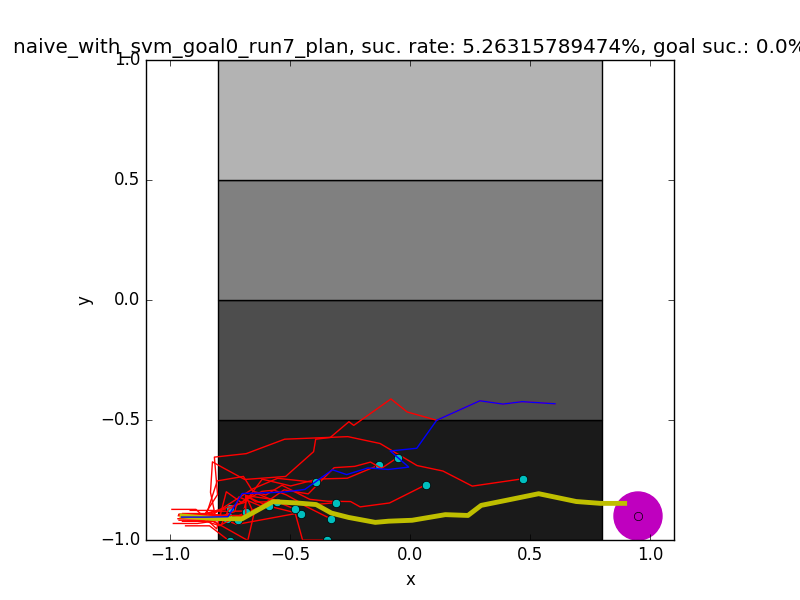 naive_with_svm_goal0_run7_plan, suc. rate: 5.26315789474%, goal suc.: 0.0%
1.0
0.5
0.0
−0.5
−1.0
y
−1.0 −0.5 0.0 0.5 1.0
x